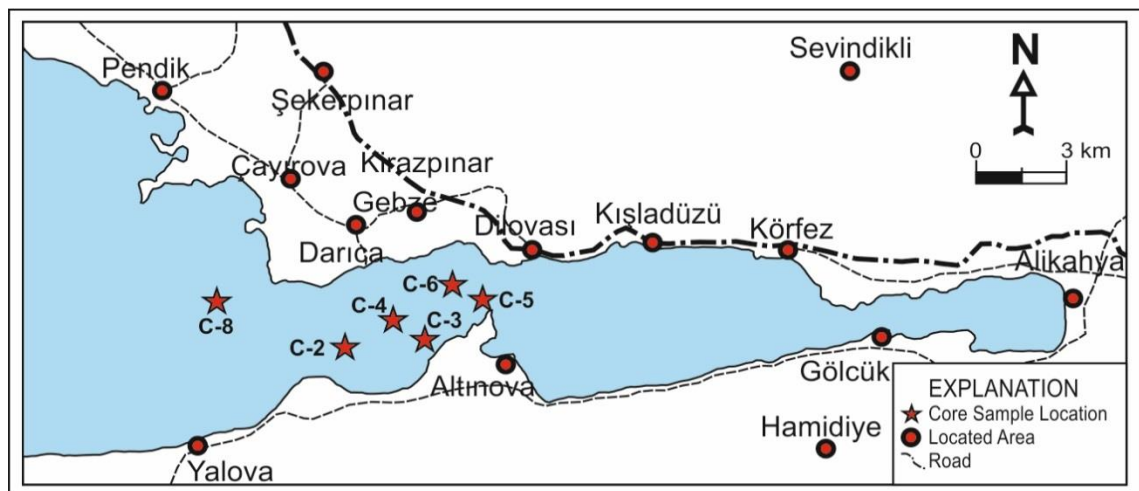 Sevindikli
N
Pendik
Şekerpınar
0 3 km
Çayırova
Kirazpınar
Gebze
Kışladüzü
Dilovası
Körfez
Darıca
Alikahya
C-6
C-5
C-8
C-4
C-3
C-2
Altınova
Gölcük
EXPLANATION
Core Sample Location
Located Area
Road
Hamidiye
Yalova